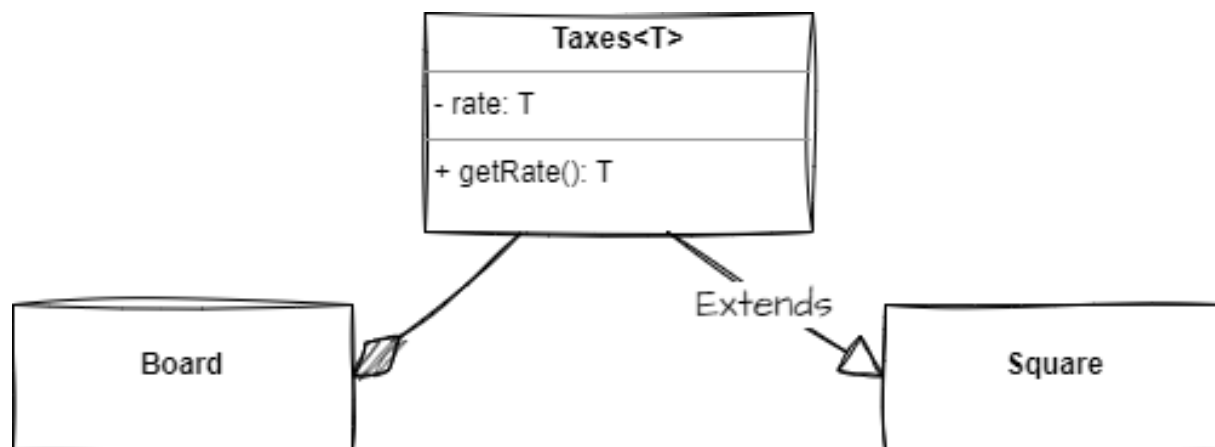 Taxes<T>
- rate: T
+ getRate(): T
Extends
Board
Square